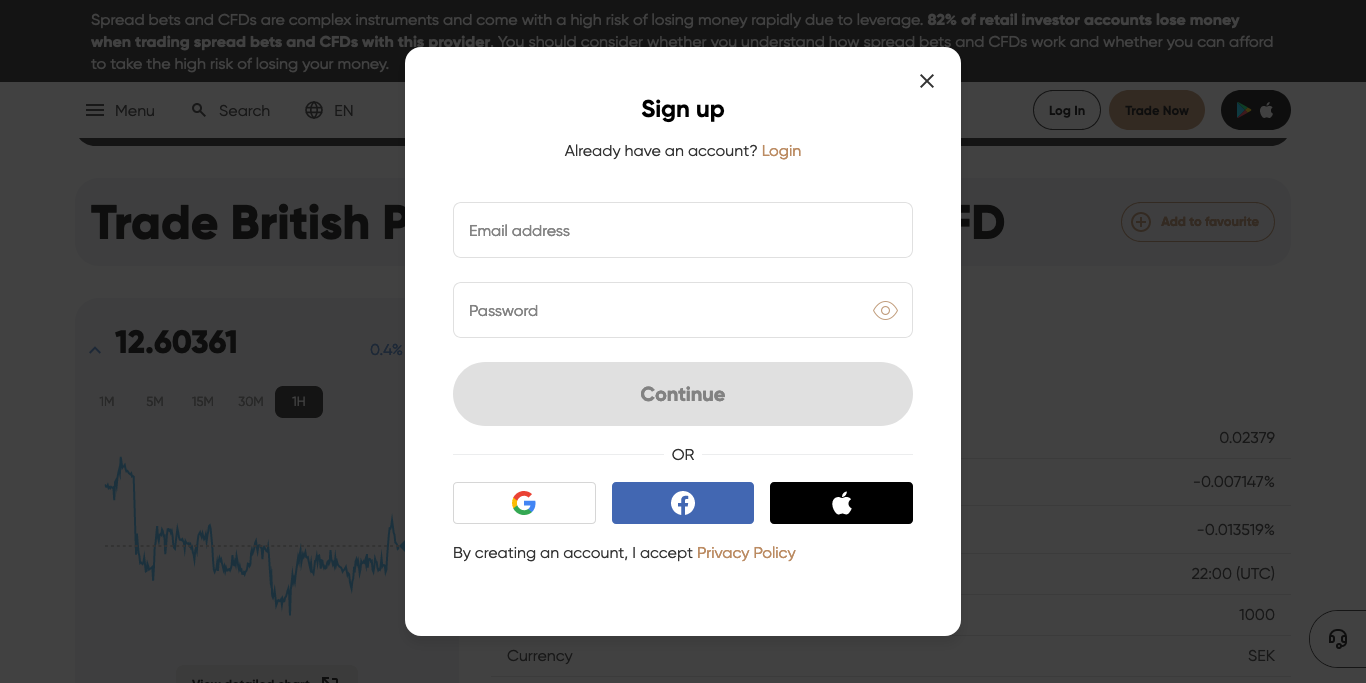 Spread bets and CFDs are complex instruments and come with a high risk of losing money rapidly due to leverage. 82% of retail investor accounts lose money
when trading spread bets and CFDs with this provider. You should consider whether you understand how spread bets and CFDs work and whether you can afford
to take the high risk of losing your money.
Menu
Search
EN
Log In
Trade Now
Sign up
Already have an account? Login
Trade British P
FD
Add to favourite
Email address
Password
12.60361
0.4%
1M
5M
15M
30M
1H
Continue
0.02379
OR
-0.007147%
-0.013519%
By creating an account, I accept Privacy Policy
22:00 (UTC)
1000
Currency
SEK
View detailed chart